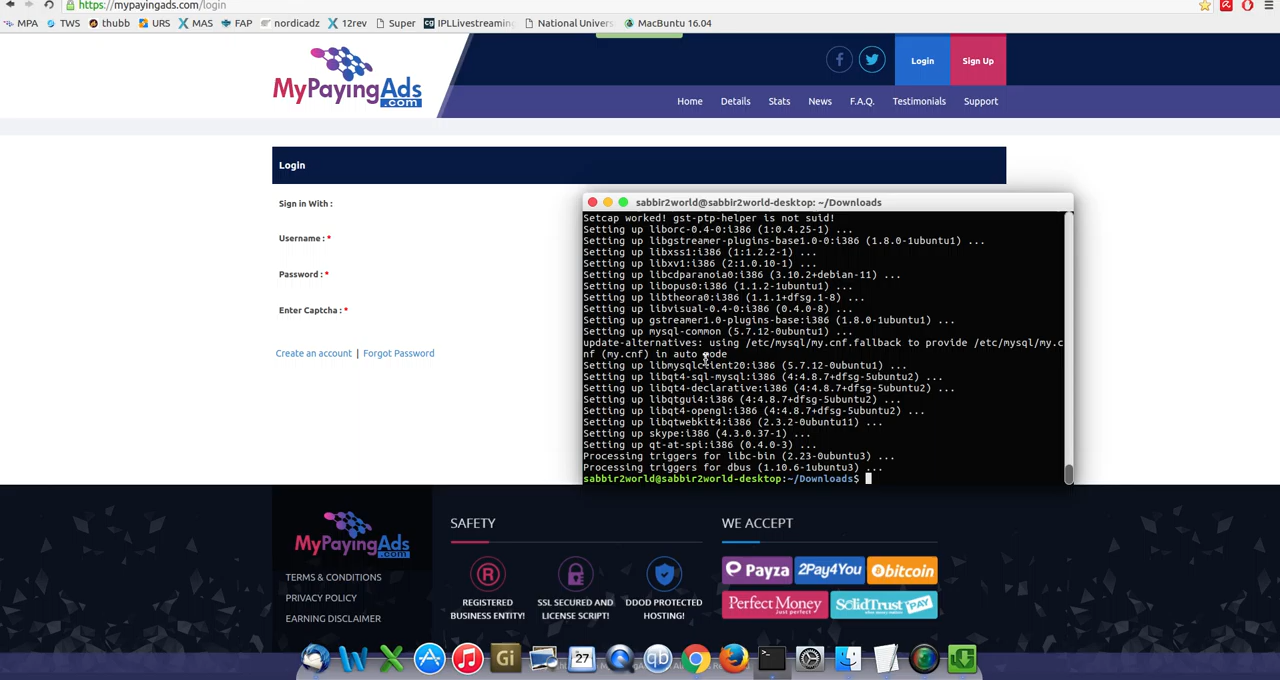 https://mypayingads.com/login
MPA TWS thubb URS MAS FAP nordicadz 12rev Super IPLLivestreaming National Univers MacBuntu 16.04
MyPayingAds
.com
Login
Sign Up
Home Details Stats News F.A.Q. Testimonials Support
Login
Sign in With :
Username : *
Password : *
Enter Captcha : *
Create an account | Forgot Password
sabbir2world@sabbir2world-desktop: ~/Downloads
Setcap worked! gst-ptp-helper is not suid!
Setting up liborc-0.4-0:i386 (1:0.4.25-1) ...
Setting up libgstreamer-plugins-base1.0-0:i386 (1.8.0-1ubuntu1) ...
Setting up libxss1:i386 (1:1.2.2-1) ...
Setting up libxv1:i386 (2:1.0.10-1) ...
Setting up libcdparanoia0:i386 (3.10.2+debian-11) ...
Setting up libopus0:i386 (1.1.2-1ubuntu1) ...
Setting up libtheora0:i386 (1.1.1+dfsg.1-8) ...
Setting up libvisual-0.4-0:i386 (0.4.0-8) ...
Setting up gstreamer1.0-plugins-base:i386 (1.8.0-1ubuntu1) ...
Setting up mysql-common (5.7.12-0ubuntu1) ...
update-alternatives: using /etc/mysql/my.cnf.fallback to provide /etc/mysql/my.c
nf (my.cnf) in auto mode
Setting up libmysqlclient20:i386 (5.7.12-0ubuntu1) ...
Setting up libqt4-sql-mysql:i386 (4:4.8.7+dfsg-5ubuntu2) ...
Setting up libqt4-declarative:i386 (4:4.8.7+dfsg-5ubuntu2) ...
Setting up libqtgui4:i386 (4:4.8.7+dfsg-5ubuntu2) ...
Setting up libqt4-opengl:i386 (4:4.8.7+dfsg-5ubuntu2) ...
Setting up libqtwebkit4:i386 (2.3.2-0ubuntu11) ...
Setting up skype:i386 (4.3.0.37-1) ...
Setting up qt-at-spi:i386 (0.4.0-3) ...
Processing triggers for libc-bin (2.23-0ubuntu3) ...
Processing triggers for dbus (1.10.6-1ubuntu3) ...
sabbir2world@sabbir2world-desktop:~/Downloads$
MyPayingAds
.com
TERMS & CONDITIONS
PRIVACY POLICY
EARNING DISCLAIMER
SAFETY
REGISTERED
BUSINESS ENTITY!
SSL SECURED AND
LICENSE SCRIPT!
DDOD PROTECTED
HOSTING!
WE ACCEPT
Payza 2Pay4You bitcoin
Perfect Money SolidTrust PAY
Gi 27 qb